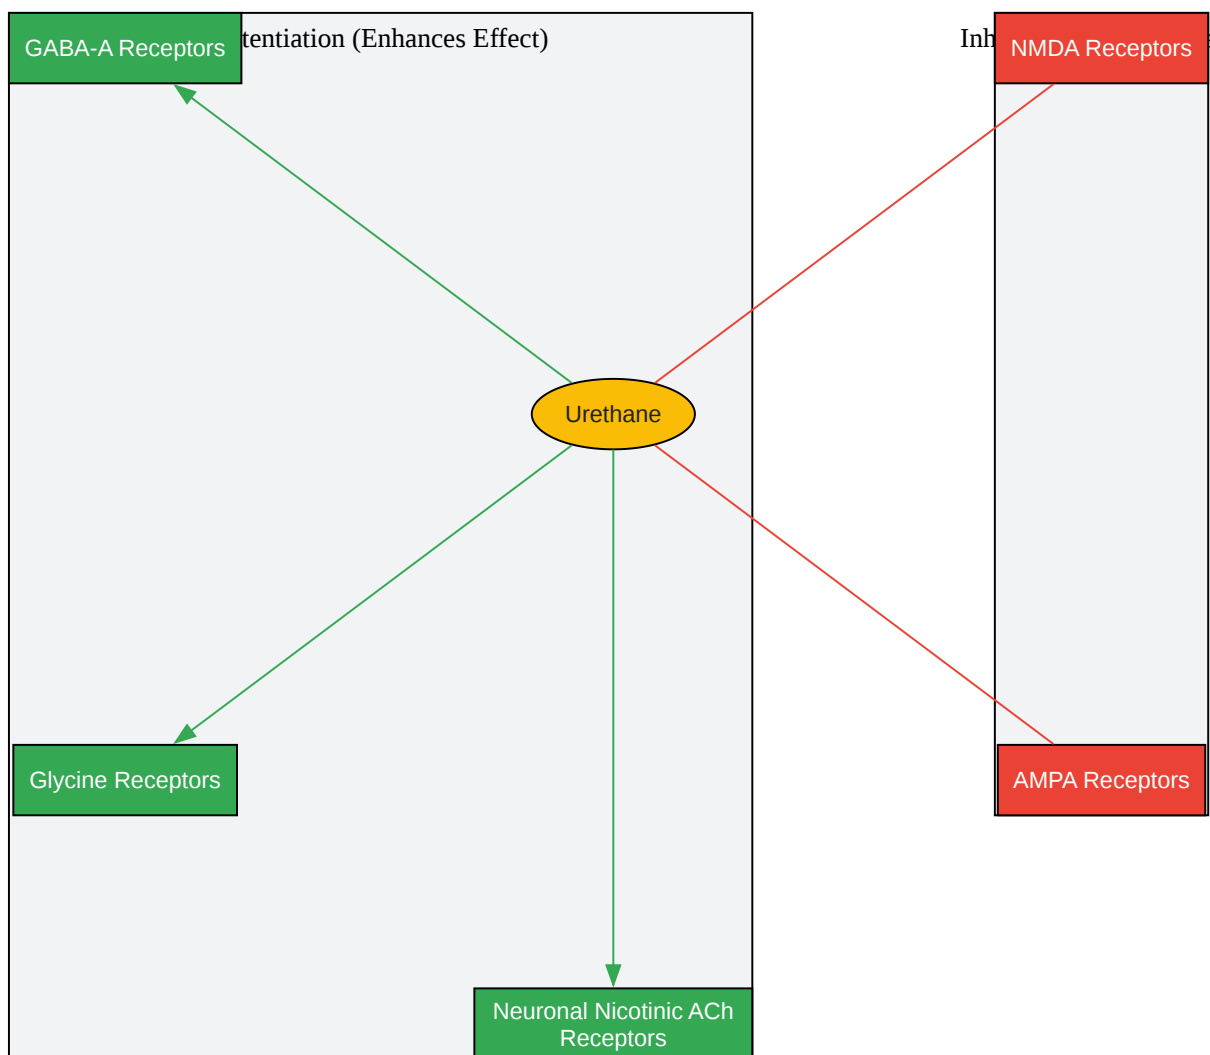 GABA-A Receptors
tentiation (Enhances Effect)
Inh
NMDA Receptors
Urethane
Glycine Receptors
AMPA Receptors
Neuronal Nicotinic ACh
Receptors